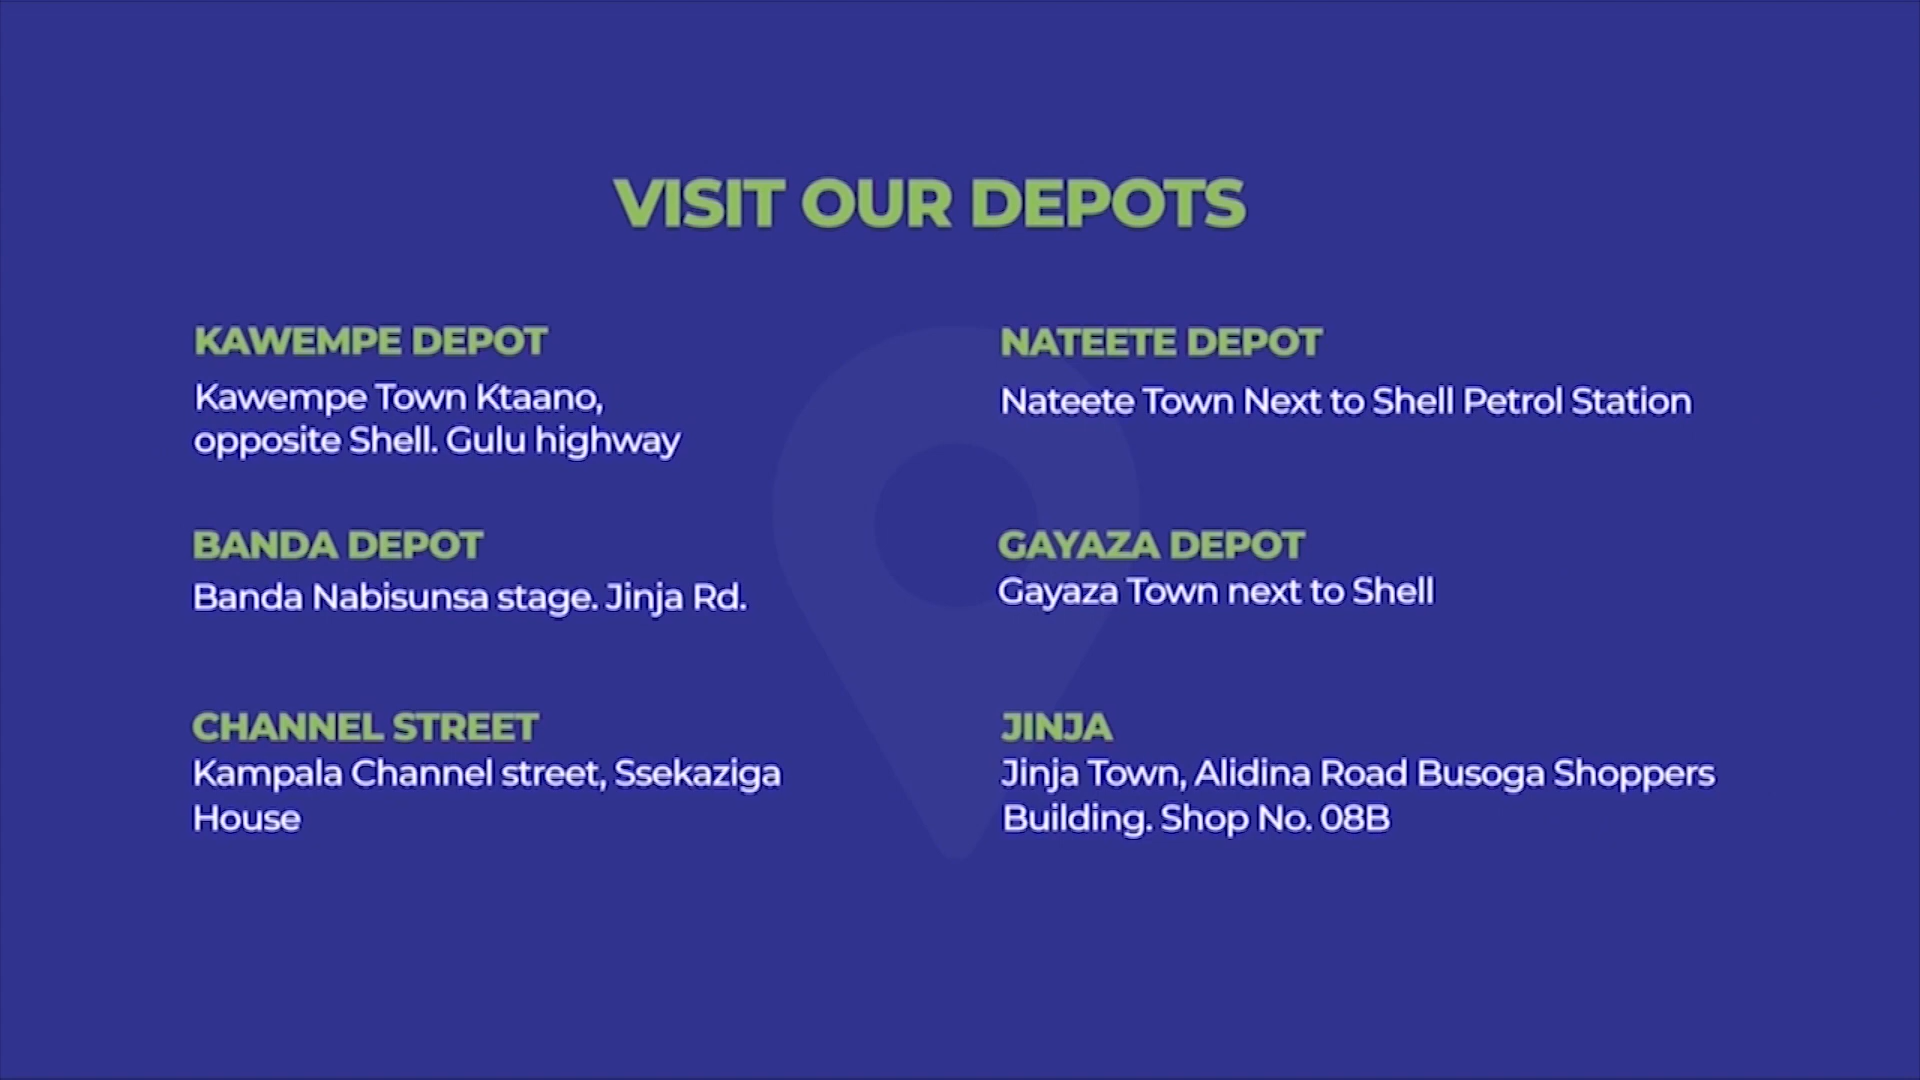 VISIT OUR DEPOTS
KAWEMPE DEPOT
Kawempe Town Ktaano,
opposite Shell. Gulu highway
NATEETE DEPOT
Nateete Town Next to Shell Petrol Station
BANDA DEPOT
Banda Nabisunsa stage. Jinja Rd.
GAYAZA DEPOT
Gayaza Town next to Shell
CHANNEL STREET
Kampala Channel street, Ssekaziga
House
JINJA
Jinja Town, Alidina Road Busoga Shoppers
Building. Shop No. 08B